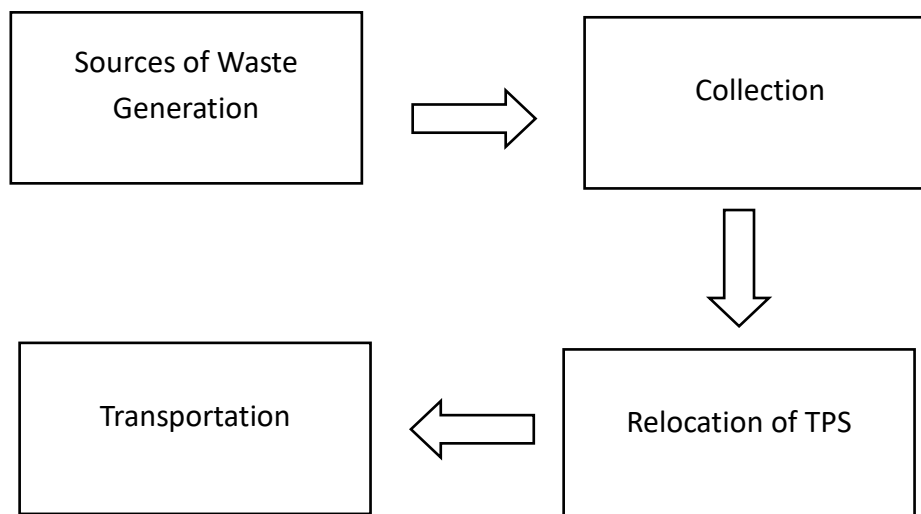 Sources of Waste
Generation
Collection
Relocation of TPS
Transportation